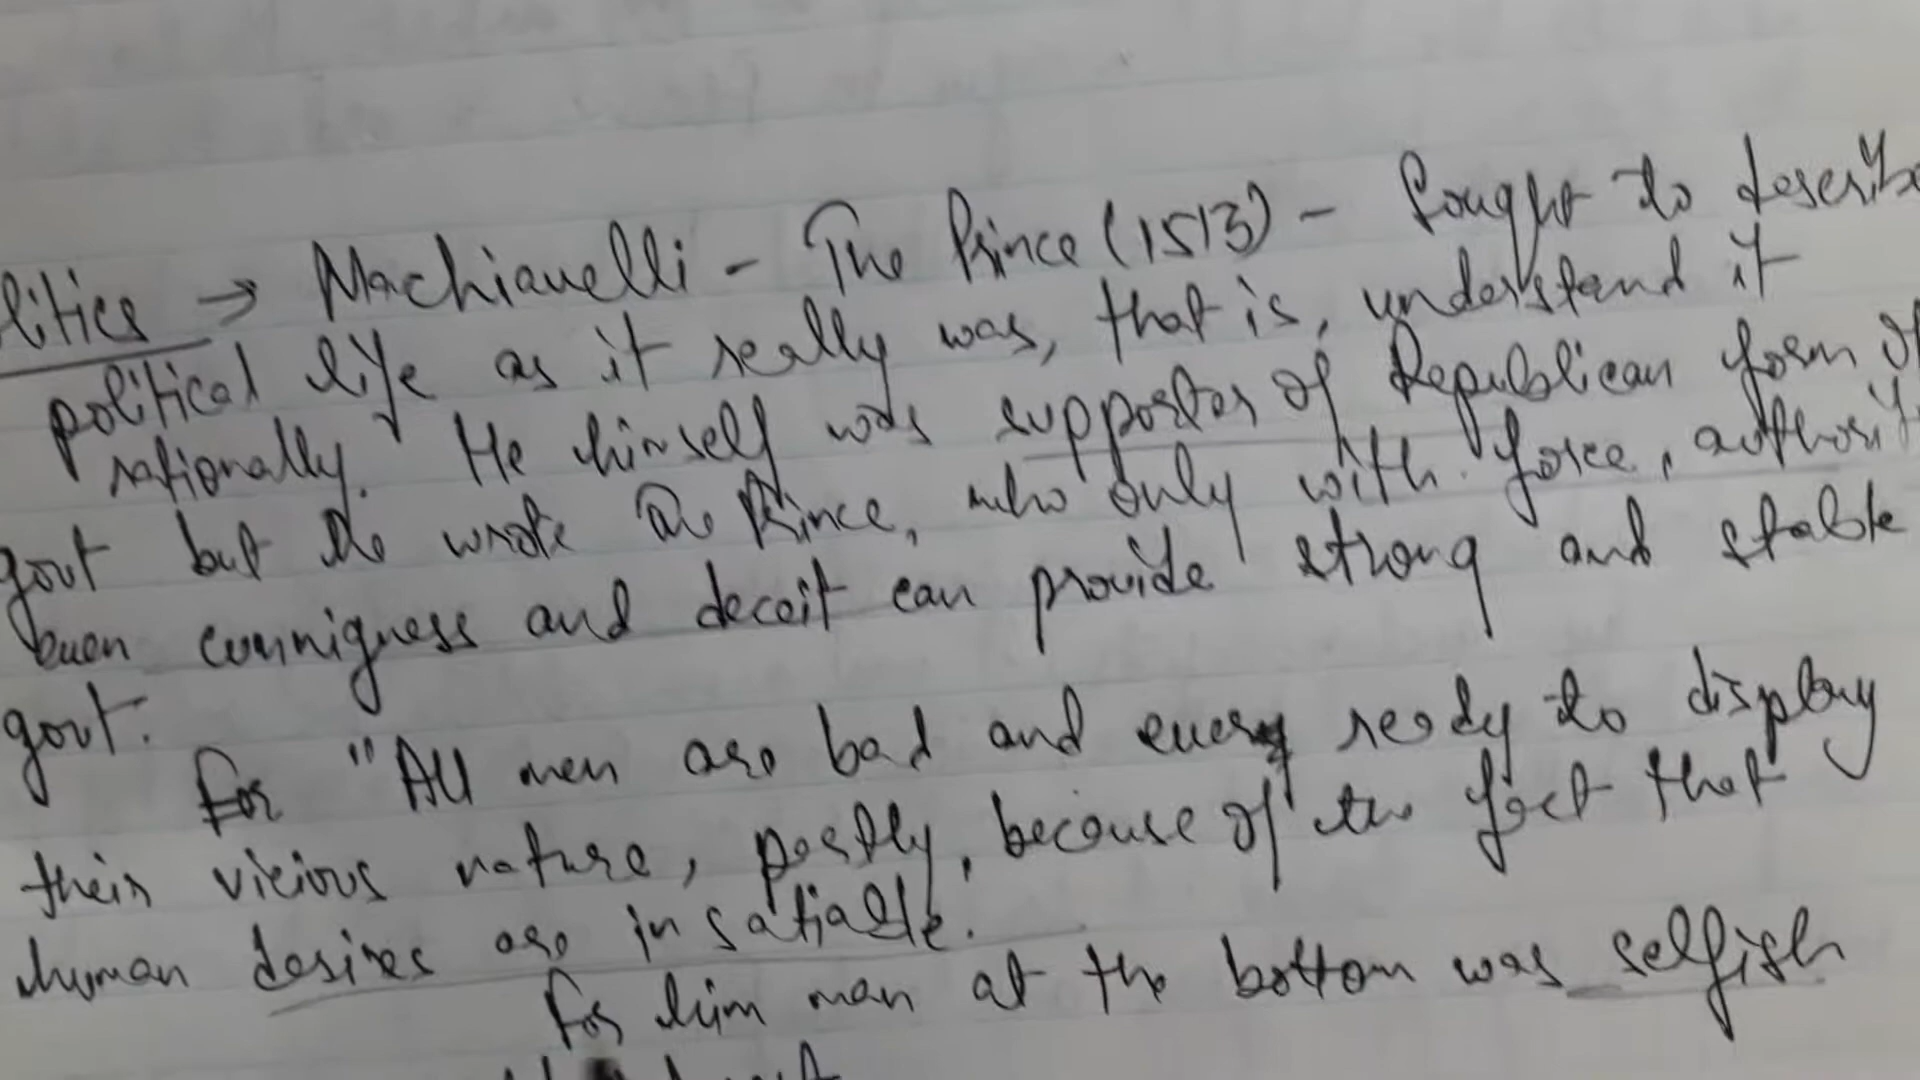 litics → Machiavelli - The Prince (1513) - Sought to describe
political life as it really was, that is, understand it
rationally. He himself was supporter of Republican form of
govt but he wrote The Prince, who only with force, authority
even cunnigness and deceit can provide strong and stable
govt.
For "All men are bad and every ready to display
their vicious nature, partly, because of the fact that
human desires are insatiable.
For him man at the bottom was selfish